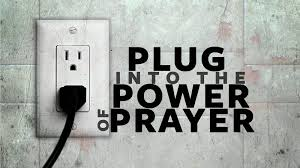 PLUG
INTO THE
POWER
OF PRAYER